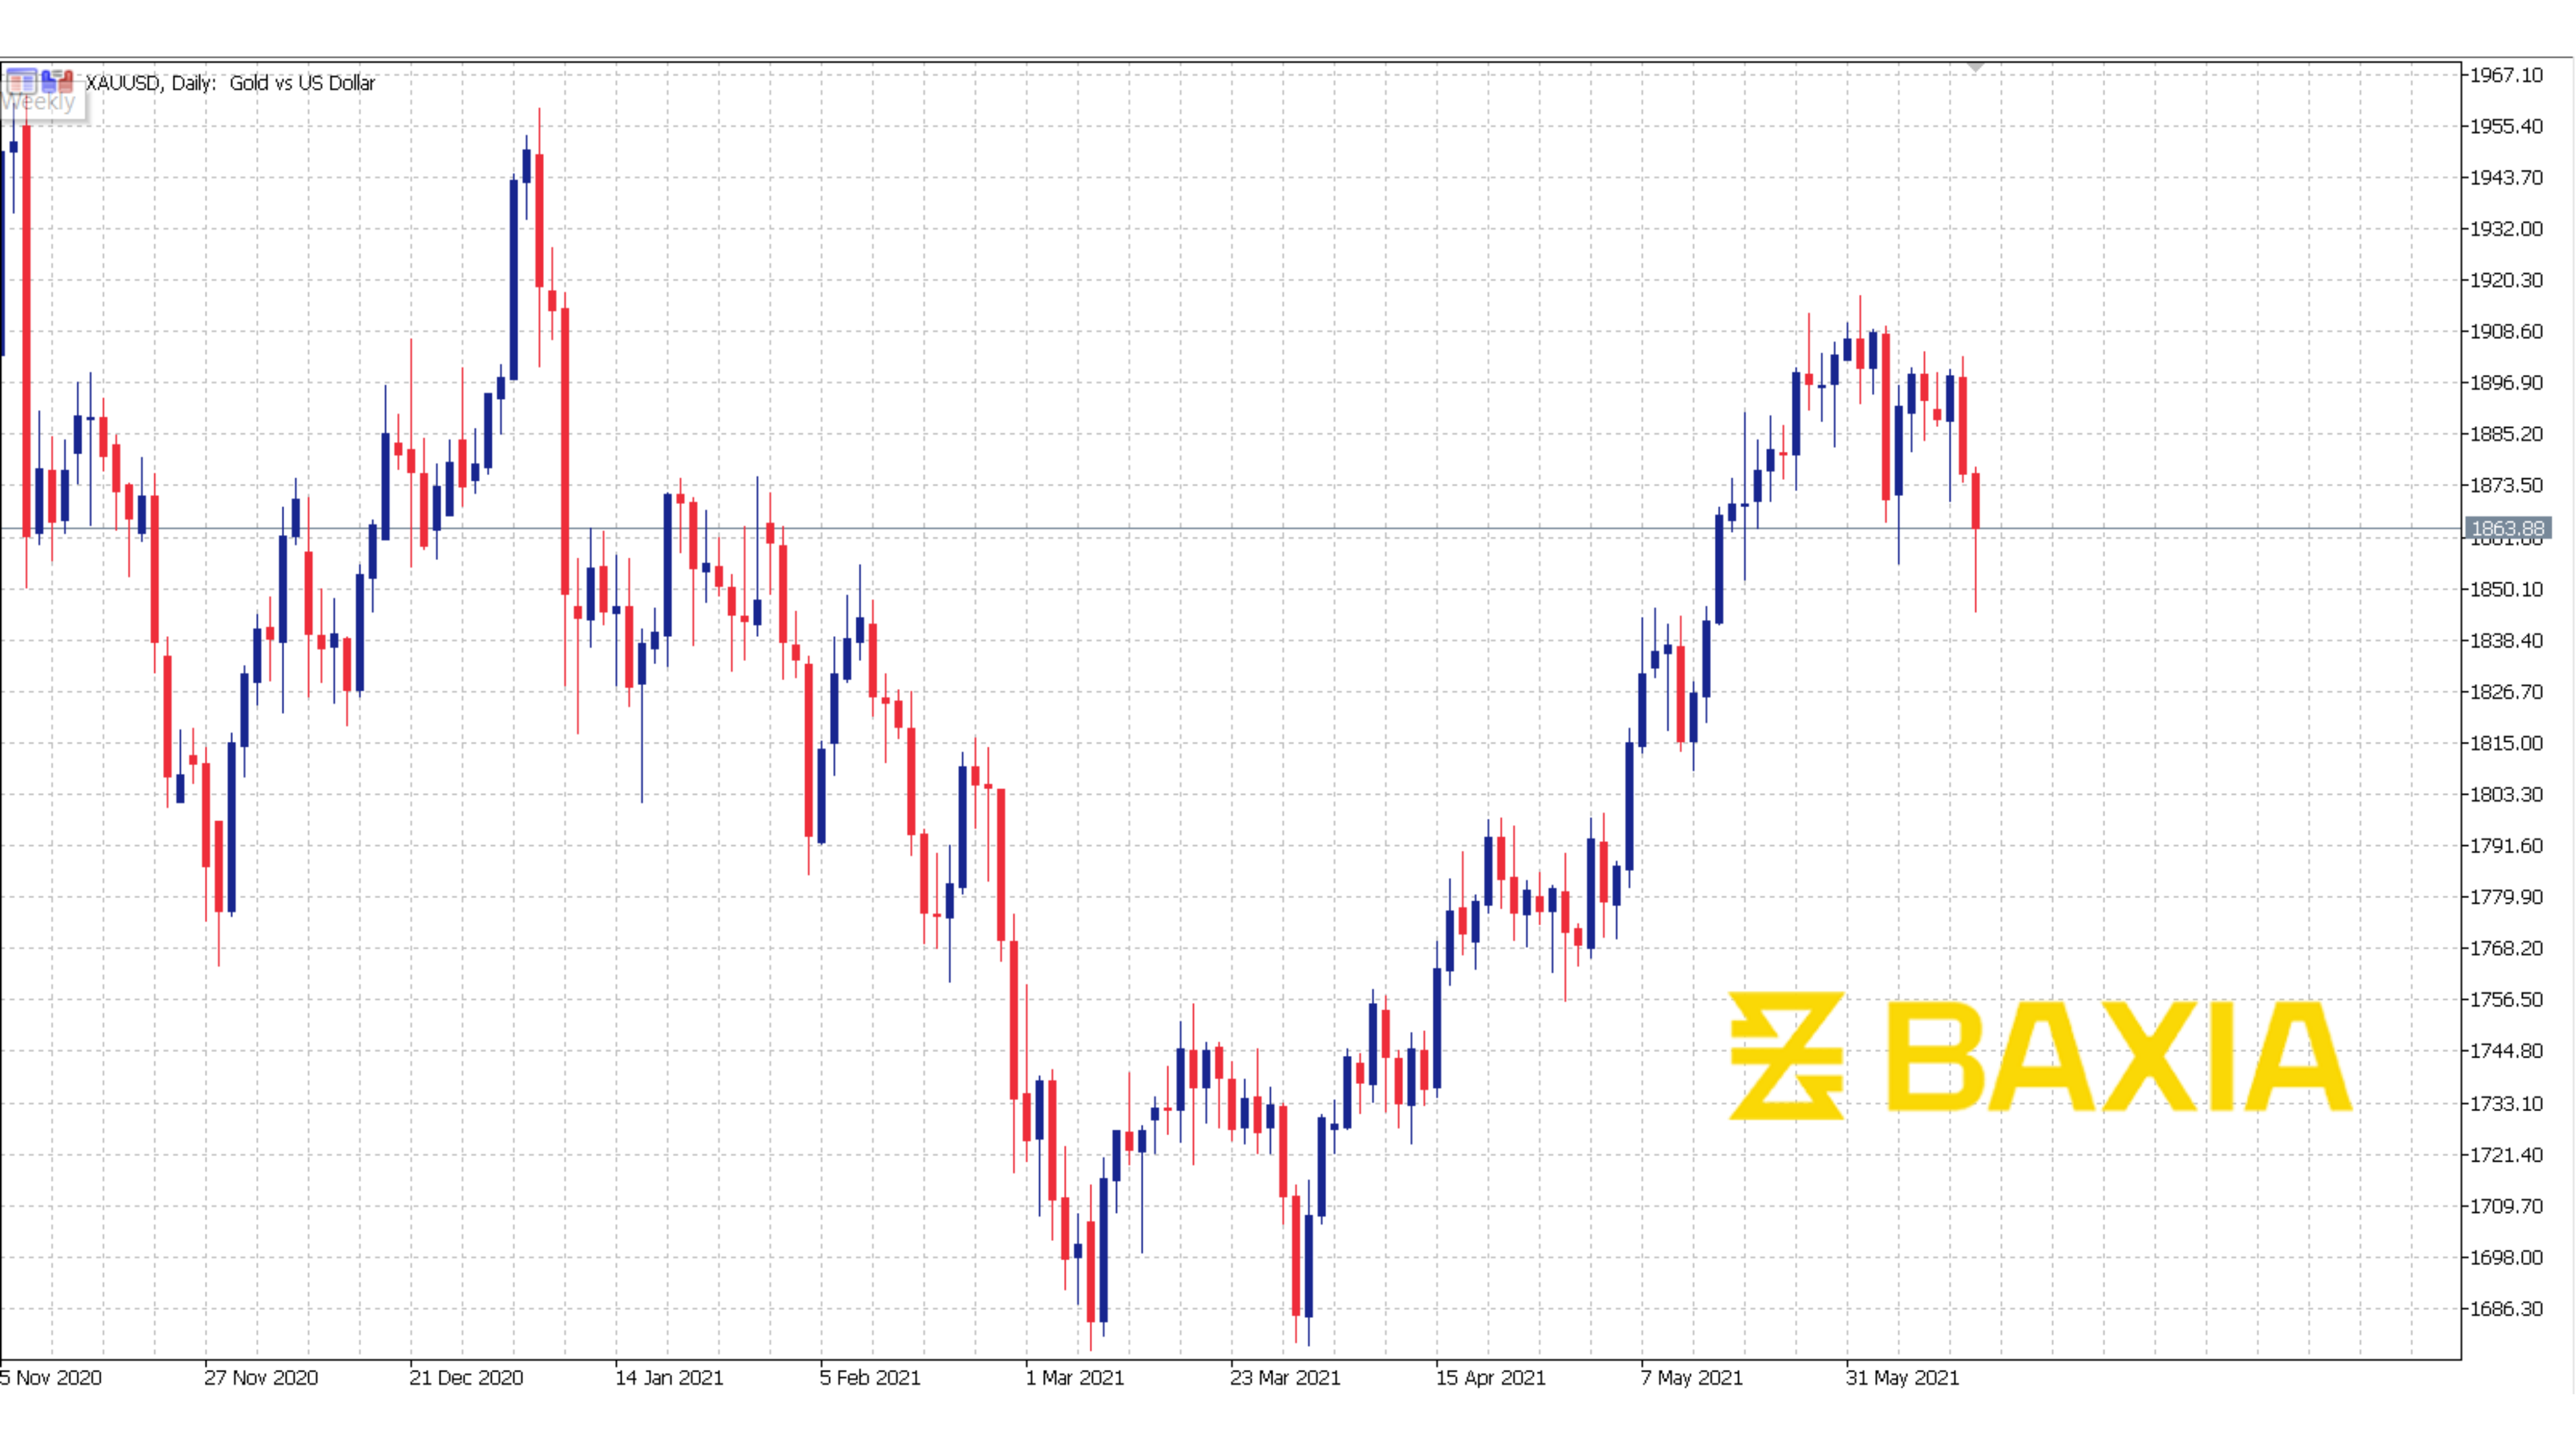 XAUUSD, Daily: Gold vs US Dollar
Weekly
1967.10
1955.40
1943.70
1932.00
1920.30
1908.60
1896.90
1885.20
1873.50
1863.88
1850.10
1838.40
1826.70
1815.00
1803.30
1791.60
1779.90
1768.20
1756.50
1744.80
1733.10
1721.40
1709.70
1698.00
1686.30
BAXIA
5 Nov 2020
27 Nov 2020
21 Dec 2020
14 Jan 2021
5 Feb 2021
1 Mar 2021
23 Mar 2021
15 Apr 2021
7 May 2021
31 May 2021